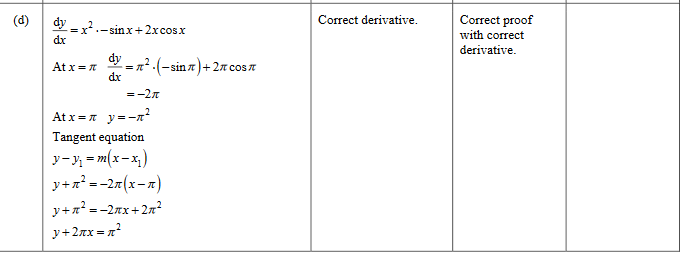 (d)
dy/dx = x² ·−sin x + 2x cos x
At x = π  dy/dx = π² ·(−sin π) + 2π cos π
= −2π
At x = π  y = −π²
Tangent equation
y − y₁ = m(x − x₁)
y + π² = −2π(x − π)
y + π² = −2πx + 2π²
y + 2πx = π²
Correct derivative.
Correct proof
with correct
derivative.